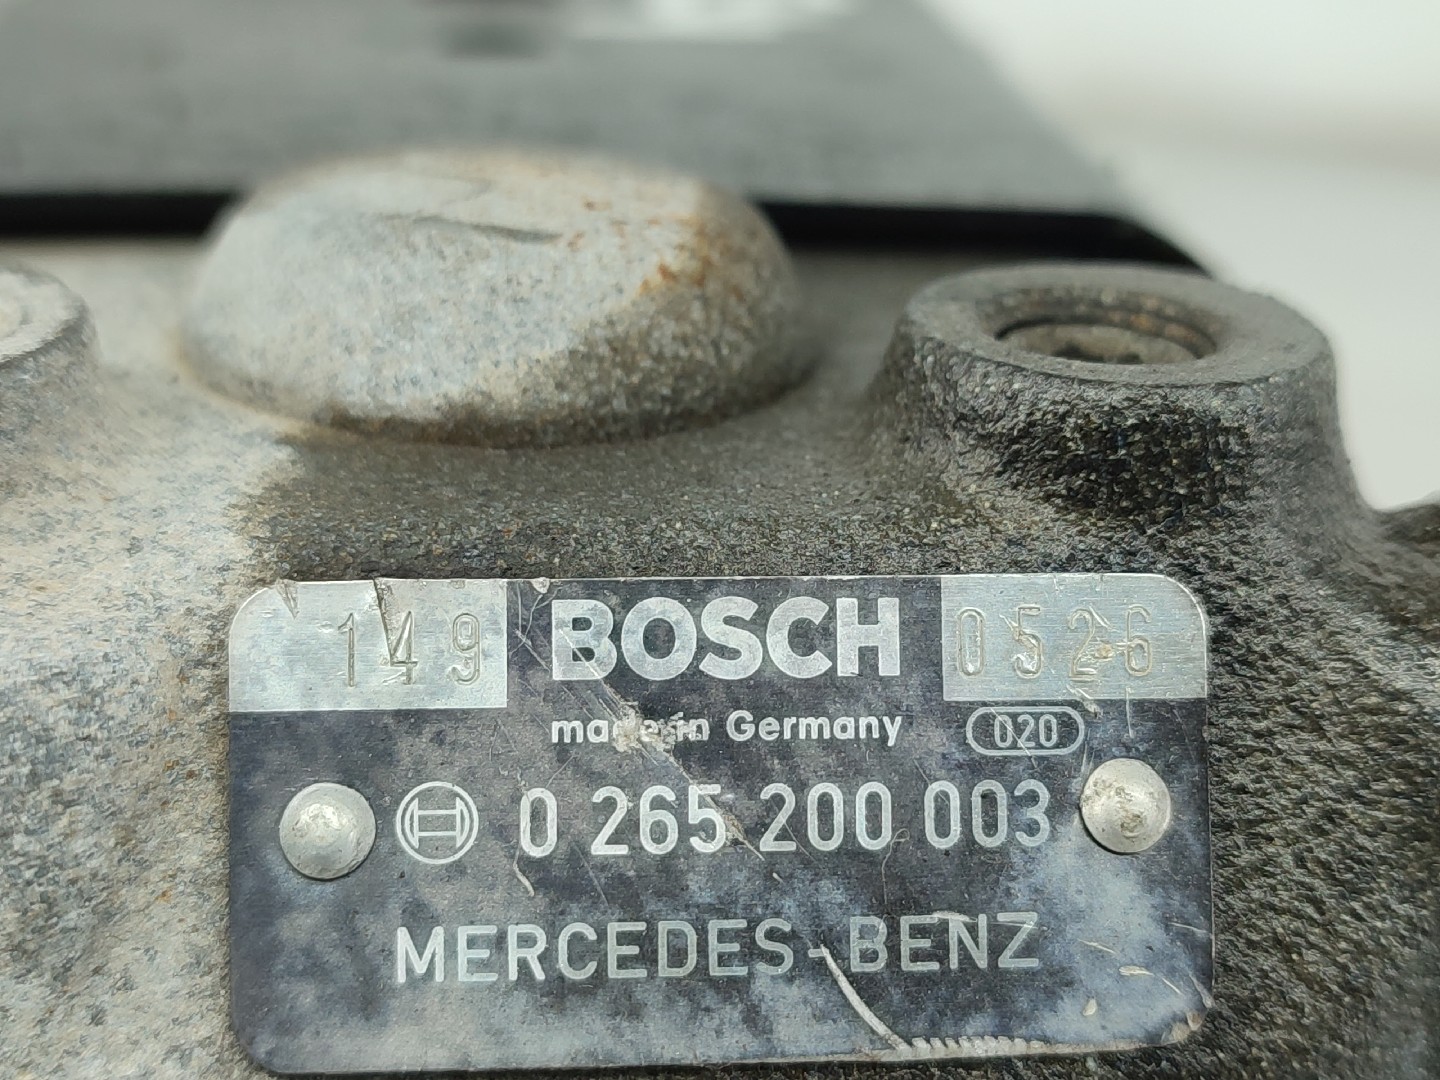 149 BOSCH 0526
made in Germany 020
0 265 200 003
MERCEDES-BENZ